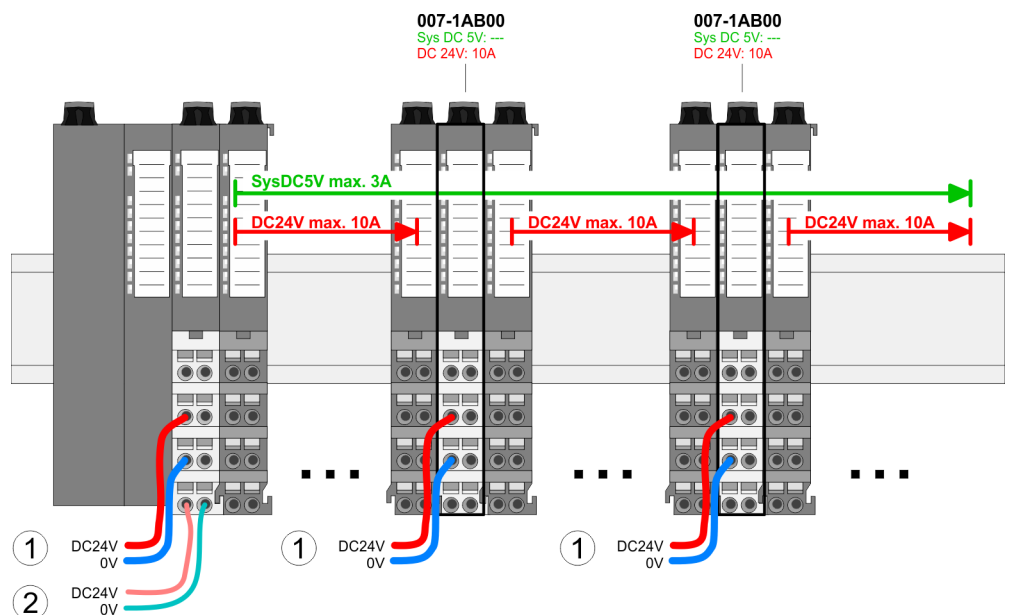 007-1AB00
Sys DC 5V: ---
DC 24V: 10A
007-1AB00
Sys DC 5V: ---
DC 24V: 10A
SysDC5V max. 3A
DC24V max. 10A
DC24V max. 10A
DC24V max. 10A
1
DC24V
0V
1
DC24V
0V
1
DC24V
0V
2
DC24V
0V